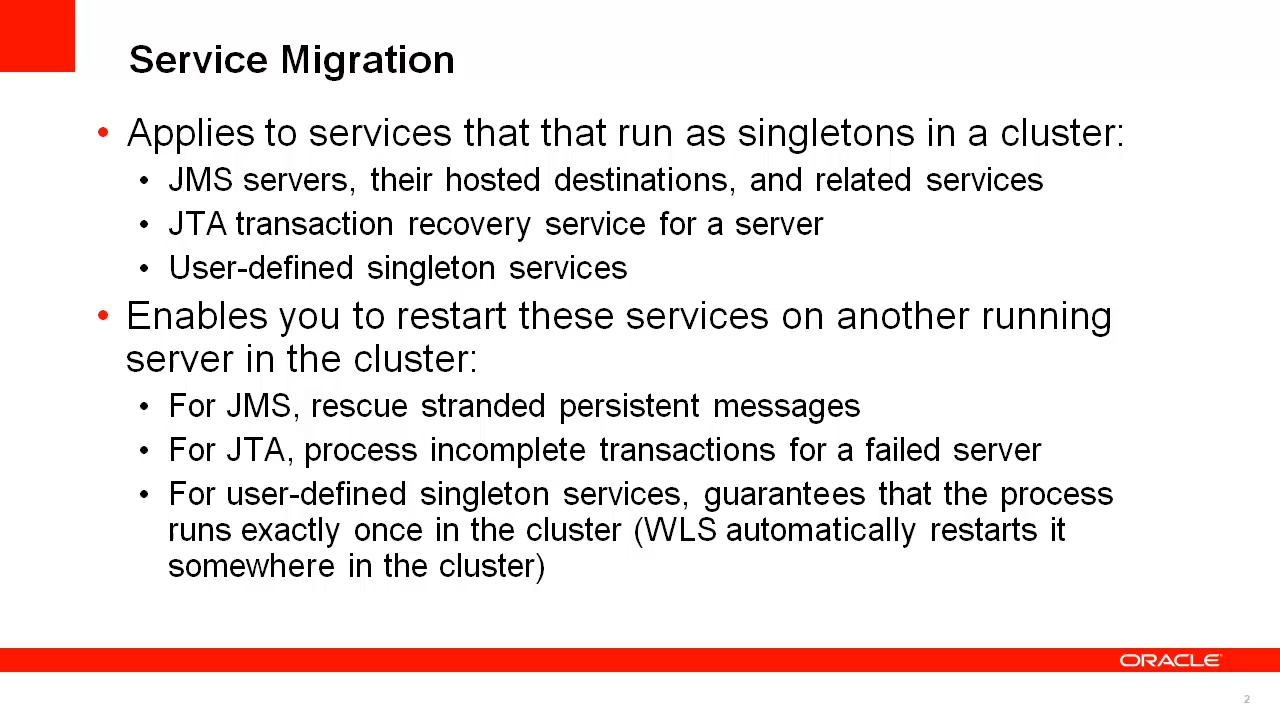 Service Migration
• Applies to services that that run as singletons in a cluster:
• JMS servers, their hosted destinations, and related services
• JTA transaction recovery service for a server
• User-defined singleton services
• Enables you to restart these services on another running
server in the cluster:
• For JMS, rescue stranded persistent messages
• For JTA, process incomplete transactions for a failed server
• For user-defined singleton services, guarantees that the process
runs exactly once in the cluster (WLS automatically restarts it
somewhere in the cluster)
ORACLE
2